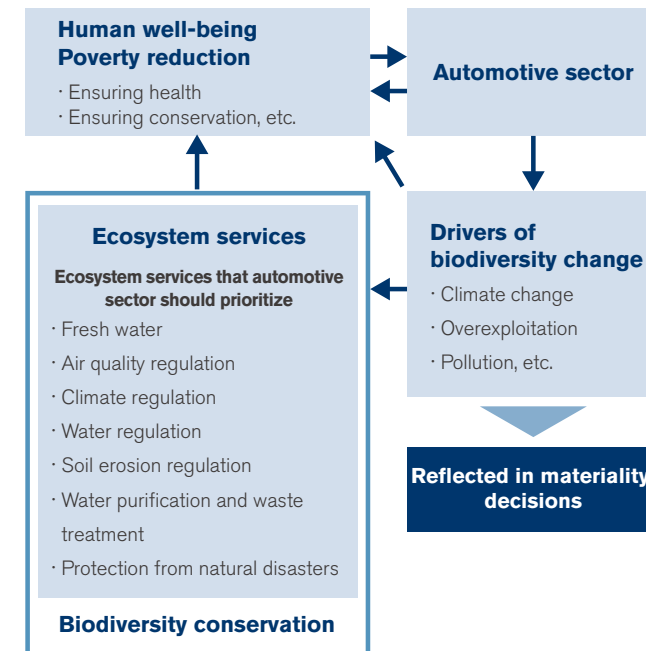 Human well-being
Poverty reduction
· Ensuring health
· Ensuring conservation, etc.
Automotive sector
Ecosystem services
Ecosystem services that automotive
sector should prioritize
· Fresh water
· Air quality regulation
· Climate regulation
· Water regulation
· Soil erosion regulation
· Water purification and waste
treatment
· Protection from natural disasters
Biodiversity conservation
Drivers of
biodiversity change
· Climate change
· Overexploitation
· Pollution, etc.
Reflected in materiality
decisions